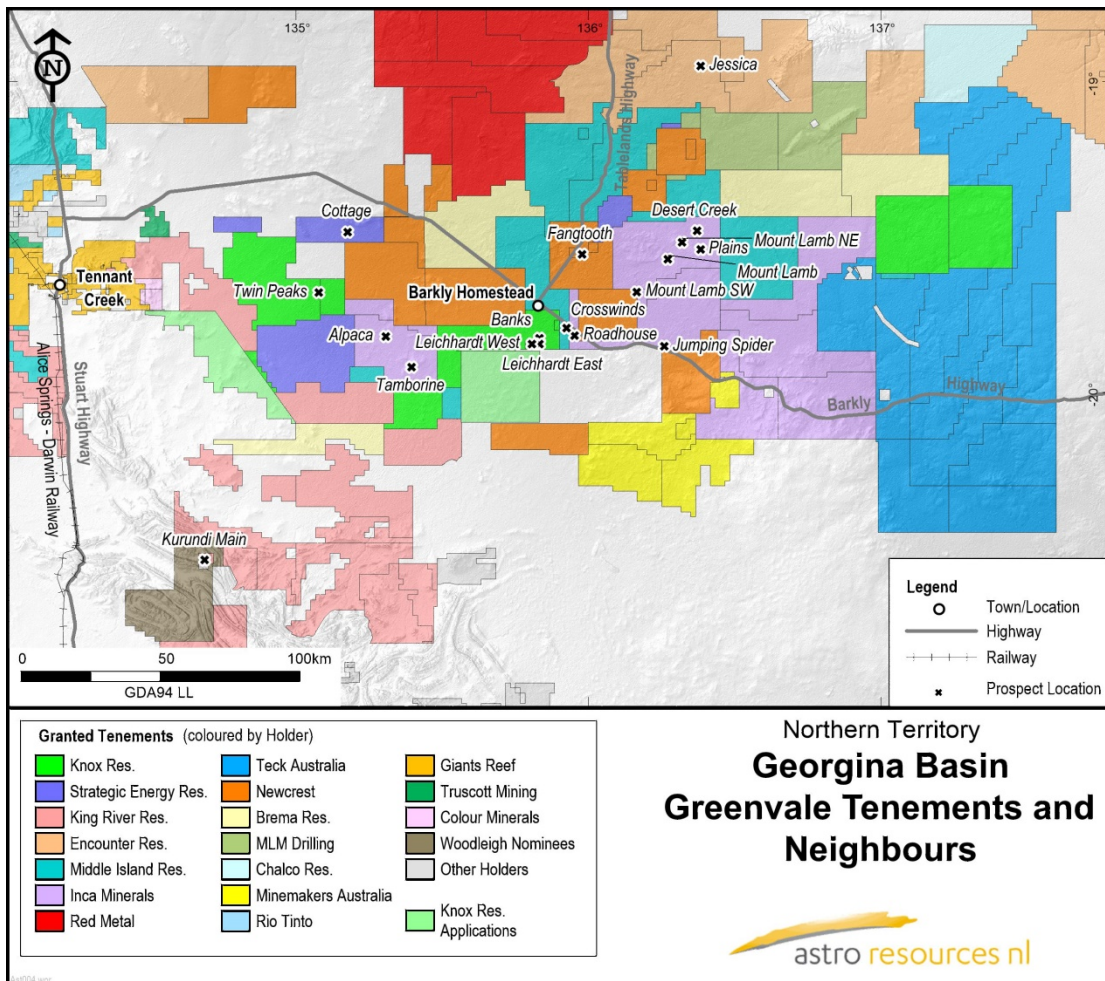 135°
136°
137°
-19°
N
Jessica
Tablelands Highway
Cottage
Desert Creek
Fangtooth
Mount Lamb NE
Plains
Mount Lamb
Tennant
Creek
Twin Peaks
Barkly Homestead
Mount Lamb SW
Banks
Crosswinds
Alpaca
Leichhardt West
Roadhouse
Jumping Spider
Leichhardt East
Tamborine
Barkly
Highway
-20°
Stuart Highway
Alice Springs - Darwin Railway
Kurundi Main
0 50 100km
GDA94 LL
Legend
Town/Location
Highway
Railway
Prospect Location
Granted Tenements (coloured by Holder)
Knox Res.
Strategic Energy Res.
King River Res.
Encounter Res.
Middle Island Res.
Inca Minerals
Red Metal
Teck Australia
Newcrest
Brema Res.
MLM Drilling
Chalco Res.
Minemakers Australia
Rio Tinto
Giants Reef
Truscott Mining
Colour Minerals
Woodleigh Nominees
Other Holders
Knox Res.
Applications
Northern Territory
Georgina Basin
Greenvale Tenements and
Neighbours
astro resources nl